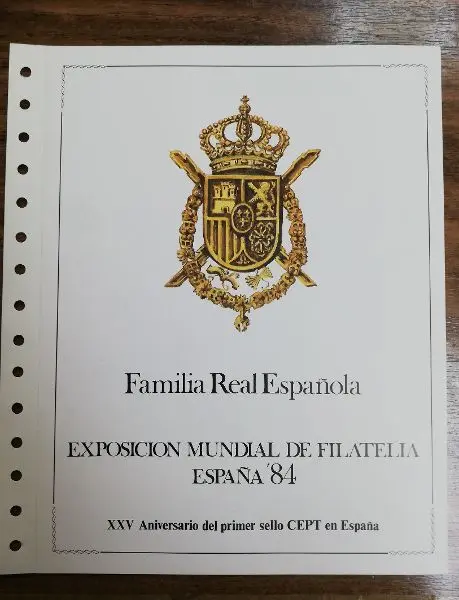 Familia Real Española
EXPOSICION MUNDIAL DE FILATELIA
ESPAÑA '84
XXV Aniversario del primer sello CEPT en España